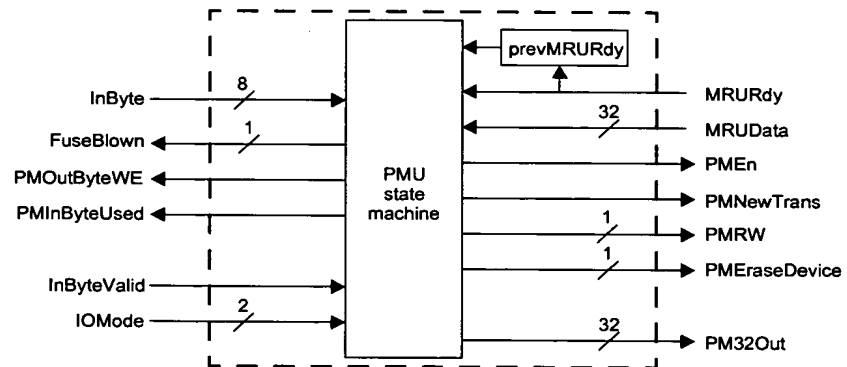 prevMRURdy
InByte
8
MRURdy
FuseBlown
1
32
MRUData
PMOutByteWE
PMU
state
machine
PMEn
PMInByteUsed
PMNewTrans
1
PMRW
1
PMEraseDevice
InByteValid
IOMode
2
32
PM32Out